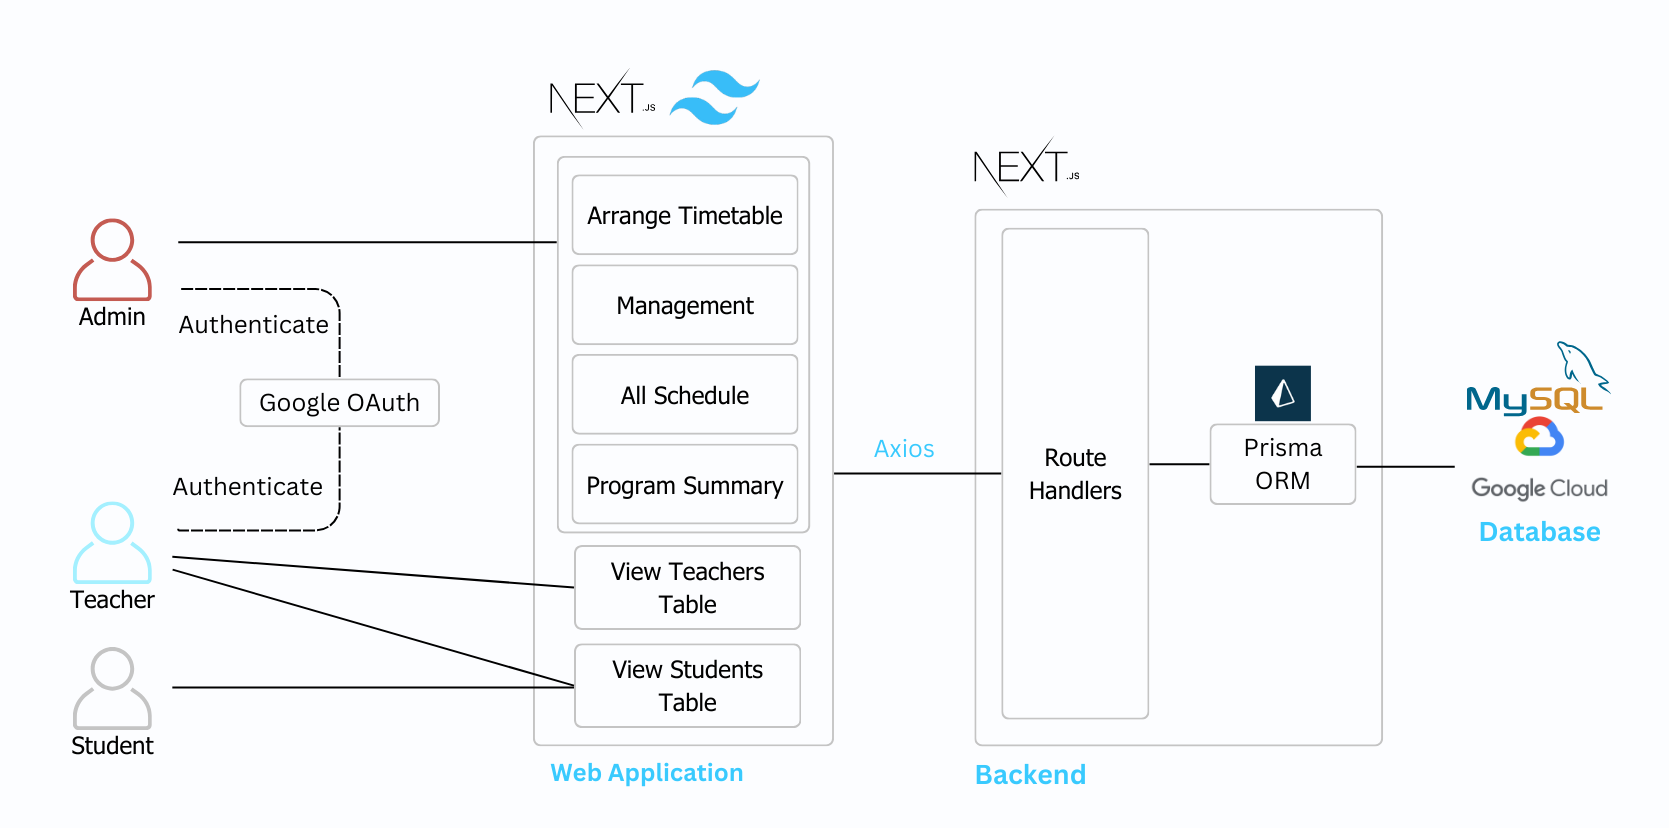 NEXT.JS
NEXT.JS
Arrange Timetable
Management
All Schedule
Program Summary
View Teachers
Table
View Students
Table
Web Application
Admin
Authenticate
Google OAuth
Authenticate
Teacher
Student
Axios
Route
Handlers
Prisma
ORM
Backend
MySQL
Google Cloud
Database